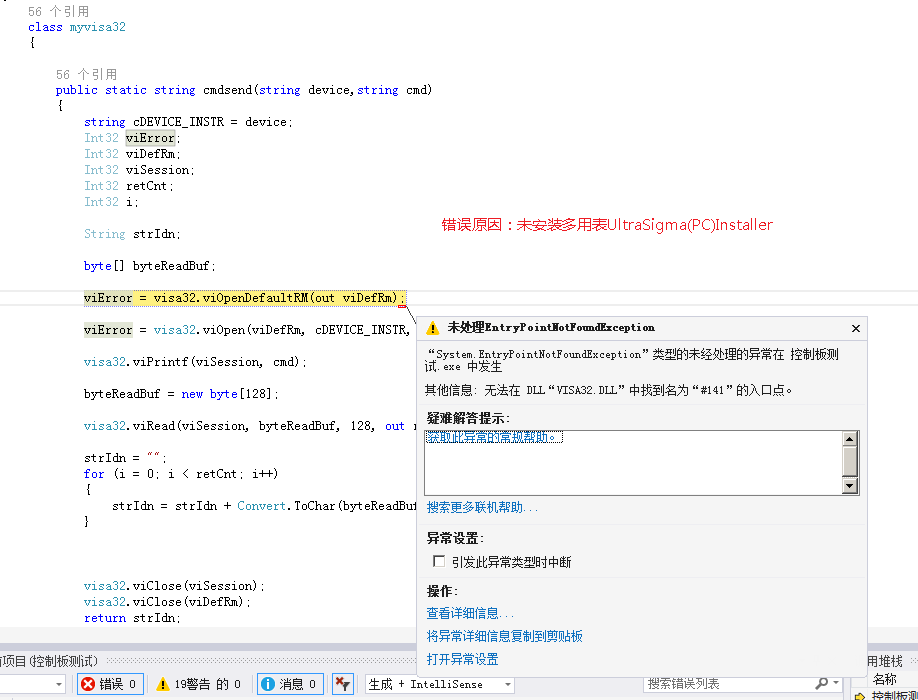 56 个引用
class myvisa32
{
56 个引用
public static string cmdsend(string device,string cmd)
{
string cDEVICE_INSTR = device;
Int32 viError;
Int32 viDefRm;
Int32 viSession;
Int32 retCnt;
Int32 i;
错误原因：未安装多用表UltraSigma(PC)Installer
String strIdn;
byte[] byteReadBuf;
viError = visa32.viOpenDefaultRM(out viDefRm);
viError = visa32.viOpen(viDefRm, cDEVICE_INSTR,
visa32.viPrintf(viSession, cmd);
byteReadBuf = new byte[128];
visa32.viRead(viSession, byteReadBuf, 128, out
strIdn = "";
for (i = 0; i < retCnt; i++)
{
strIdn = strIdn + Convert.ToChar(byteReadBuf
}
visa32.viClose(viSession);
visa32.viClose(viDefRm);
return strIdn;
未处理EntryPointNotFoundException
“System.EntryPointNotFoundException”类型的未经处理的异常在 控制板测
试.exe 中发生
其他信息: 无法在 DLL“VISA32.DLL”中找到名为“#141”的入口点。
疑难解答提示:
获取此异常的常规帮助。
搜索更多联机帮助...
异常设置:
引发此异常类型时中断
操作:
查看详细信息...
将异常详细信息复制到剪贴板
打开异常设置
前项目(控制板测试)
错误 0
19警告 的 0
消息 0
生成 + IntelliSense
搜索错误列表
用堆栈
名称
控制板测